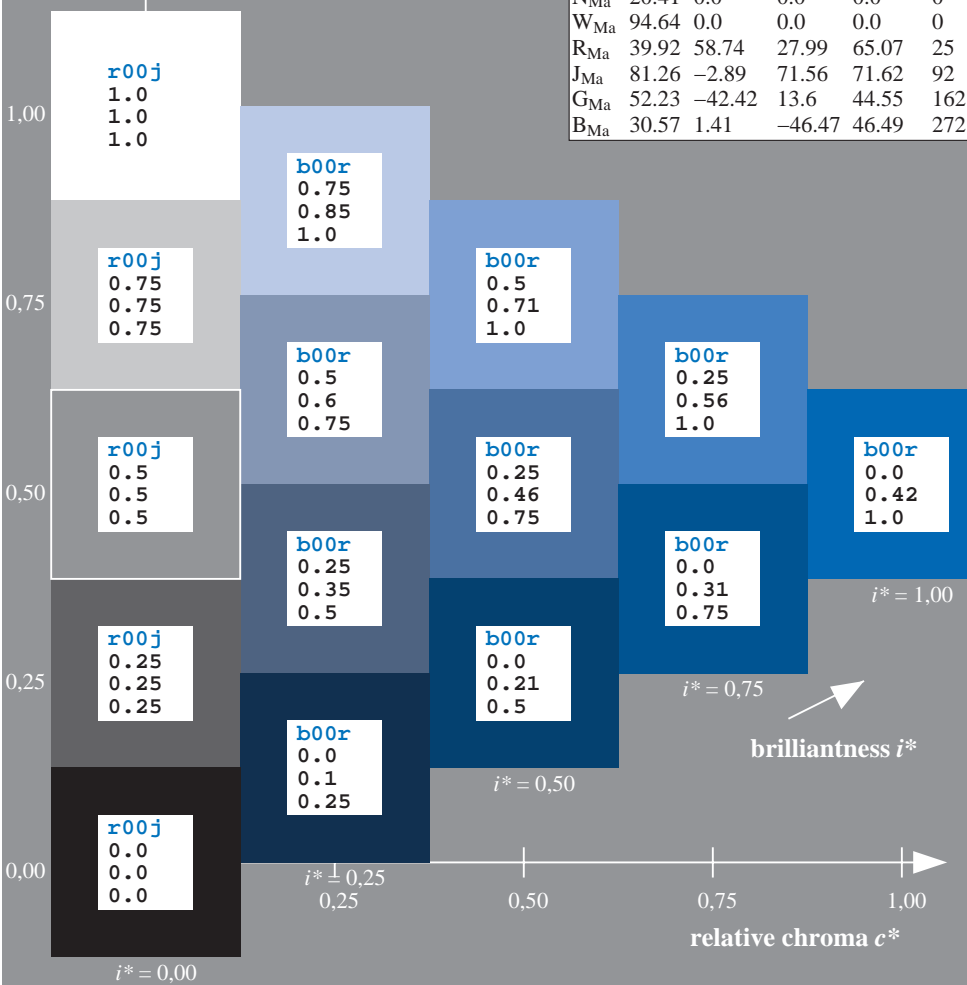 W_Ma 94.64 0.0 0.0 0.0 0
R_Ma 39.92 58.74 27.99 65.07 25
J_Ma 81.26 −2.89 71.56 71.62 92
G_Ma 52.23 −42.42 13.6 44.55 162
B_Ma 30.57 1.41 −46.47 46.49 272
1,00
0,75
0,50
0,25
0,00
r00j
1.0
1.0
1.0
r00j
0.75
0.75
0.75
r00j
0.5
0.5
0.5
r00j
0.25
0.25
0.25
r00j
0.0
0.0
0.0
i* = 0,00
b00r
0.75
0.85
1.0
b00r
0.5
0.6
0.75
b00r
0.25
0.35
0.5
b00r
0.0
0.1
0.25
i* = 0,25
b00r
0.5
0.71
1.0
b00r
0.25
0.46
0.75
b00r
0.0
0.21
0.5
i* = 0,50
b00r
0.25
0.56
1.0
b00r
0.0
0.31
0.75
i* = 0,75
b00r
0.0
0.42
1.0
i* = 1,00
brilliantness i*
0,25 0,50 0,75 1,00
relative chroma c*